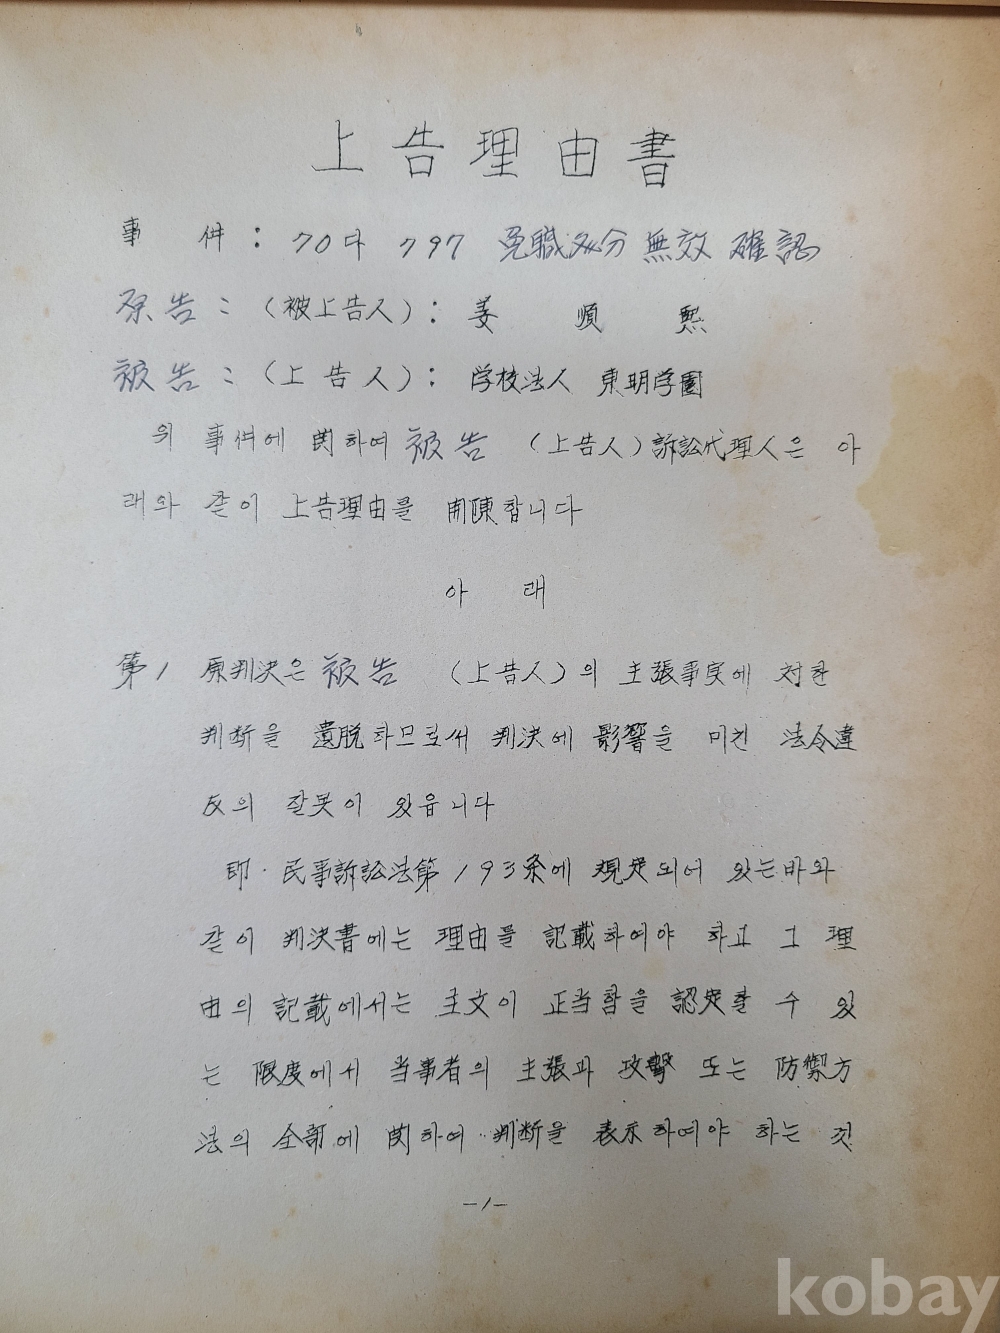 上告理由書
事 件 : 70다 797 免職处分 無效 確認
原告 : (被上告人) : 姜 順 熙
被告 : (上告人) : 学校法人 東明学園
위 事件에 関하여 被告 (上告人) 訴訟代理人은 아
래와 같이 上告理由를 開陳합니다
아 래
第1 原判決은 被告 (上告人)의 主張事実에 対한
判断을 遺脫하므로써 判決에 影響을 미친 法令違
反의 잘못이 있읍니다
即. 民事訴訟法第193条에 規定되어 있는바와
같이 判決書에는 理由를 記載하여야 하고 그 理
由의 記載에서는 主文이 正当함을 認定할 수 있
는 限度에서 当事者의 主張과 攻擊 또는 防禦方
法의 全部에 関하여 判断을 表示하여야 하는 것
-1-
kobay